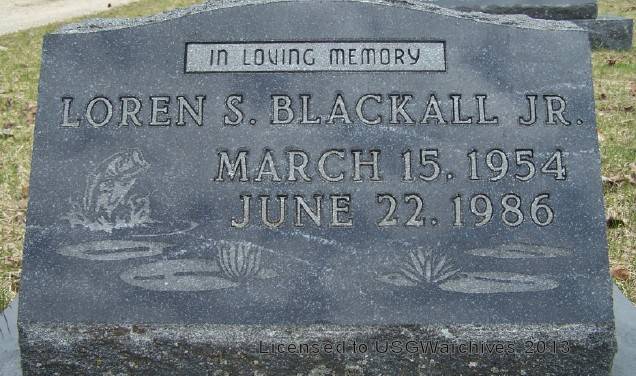 IN LOVING MEMORY
LOREN S. BLACKALL JR.
MARCH 15. 1954
JUNE 22. 1986
Licensed to USGWarchives 2013